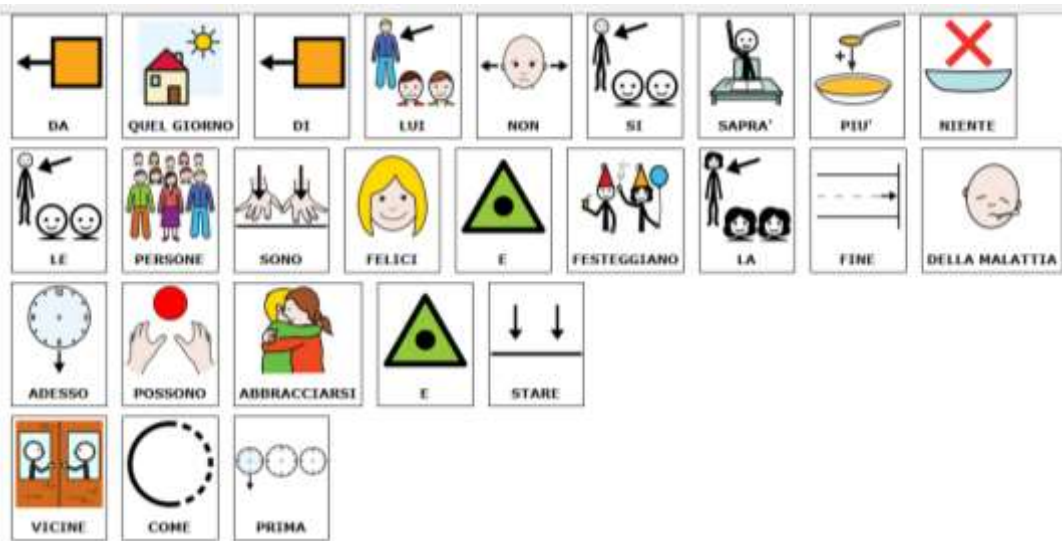 DA QUEL GIORNO DI LUI NON SI SAPRA' PIU' NIENTE
LE PERSONE SONO FELICI E FESTEGGIANO LA FINE DELLA MALATTIA
ADESSO POSSONO ABBRACCIARSI E STARE
VICINE COME PRIMA